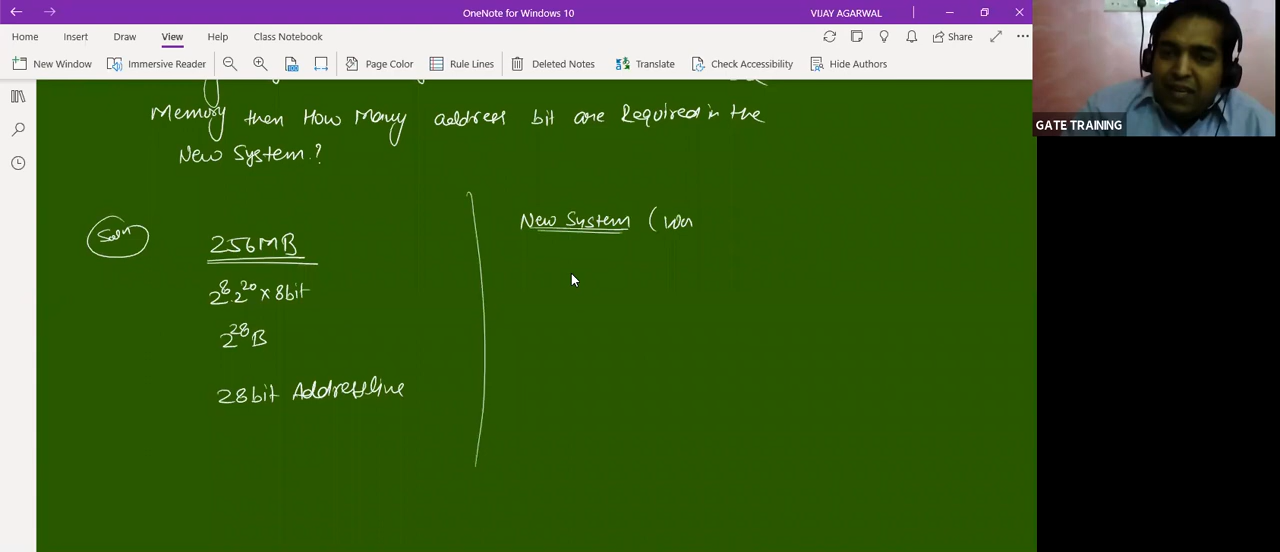 OneNote for Windows 10
VIJAY AGARWAL
Home Insert Draw View Help Class Notebook
Share
New Window Immersive Reader Page Color Rule Lines Deleted Notes Translate Check Accessibility Hide Authors
GATE TRAINING
Memory then How Many address bit are Required in the
New System.?
Soln
256MB
2^8.2^20 x 8bit
2^28 B
28bit Addressline
New System (